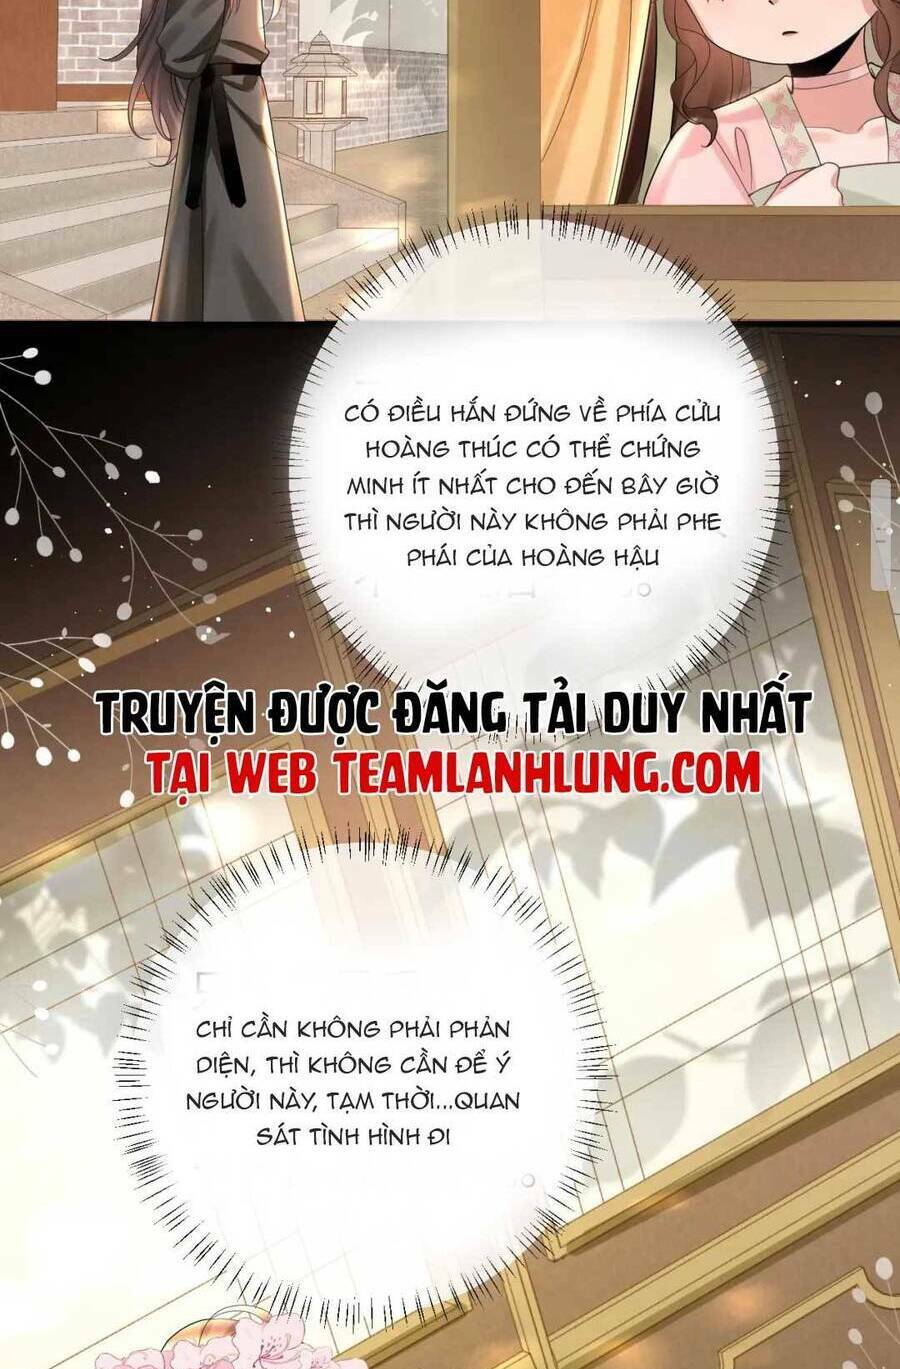 CÓ ĐIỀU HẮN ĐỨNG VỀ PHÍA CỬU
HOÀNG THÚC CÓ THỂ CHỨNG
MINH ÍT NHẤT CHO ĐẾN BÂY GIỜ
THÌ NGƯỜI NÀY KHÔNG PHẢI PHE
PHÁI CỦA HOÀNG HẬU
TRUYỆN ĐƯỢC ĐĂNG TẢI DUY NHẤT
TẠI WEB TEAMLANHLUNG.COM
CHỈ CẦN KHÔNG PHẢI PHẢN
DIỆN, THÌ KHÔNG CẦN ĐỂ Ý
NGƯỜI NÀY, TẠM THỜI...QUAN
SÁT TÌNH HÌNH ĐI